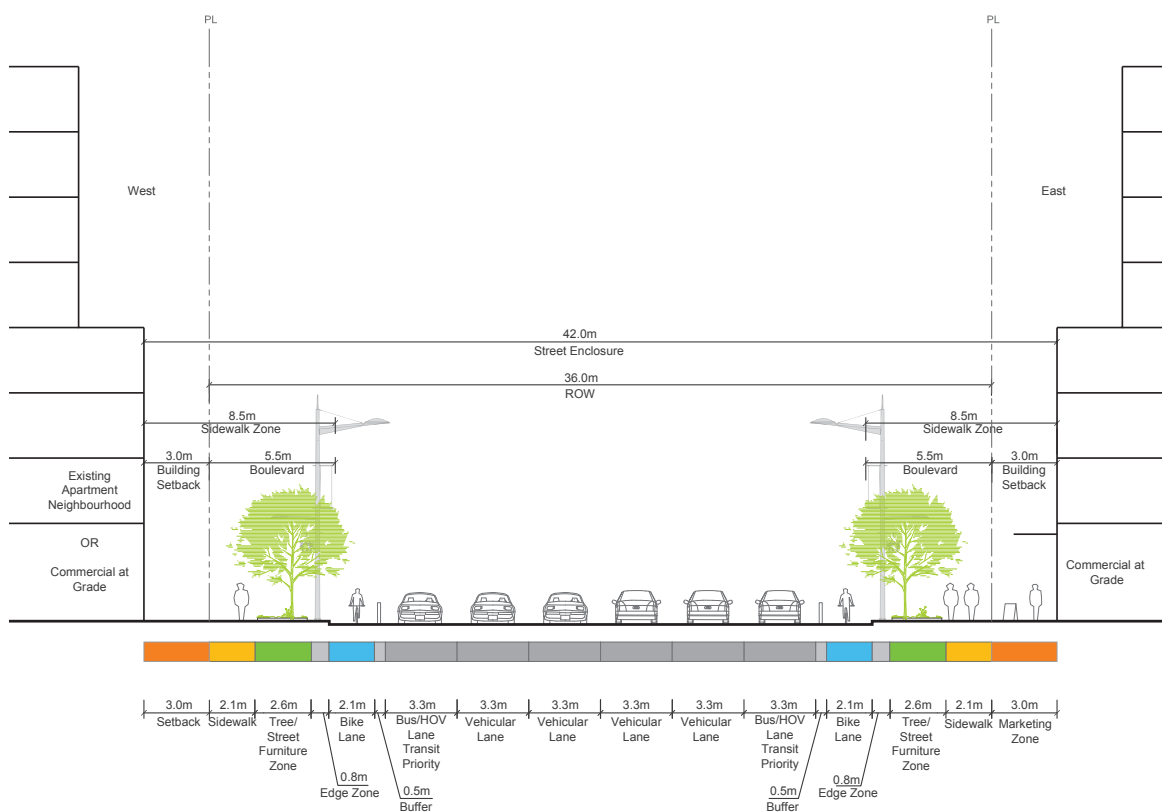 PL
PL
West
East
42.0m
Street Enclosure
36.0m
ROW
8.5m
Sidewalk Zone
8.5m
Sidewalk Zone
3.0m
Building
Setback
5.5m
Boulevard
5.5m
Boulevard
3.0m
Building
Setback
Existing
Apartment
Neighbourhood
OR
Commercial at
Grade
Commercial at
Grade
3.0m
Setback
2.1m
Sidewalk
2.6m
Tree/
Street
Furniture
Zone
0.8m
Edge Zone
2.1m
Bike
Lane
0.5m
Buffer
3.3m
Bus/HOV
Lane
Transit
Priority
3.3m
Vehicular
Lane
3.3m
Vehicular
Lane
3.3m
Vehicular
Lane
3.3m
Vehicular
Lane
3.3m
Bus/HOV
Lane
Transit
Priority
0.5m
Buffer
2.1m
Bike
Lane
0.8m
Edge Zone
2.6m
Tree/
Street
Furniture
Zone
2.1m
Sidewalk
3.0m
Marketing
Zone